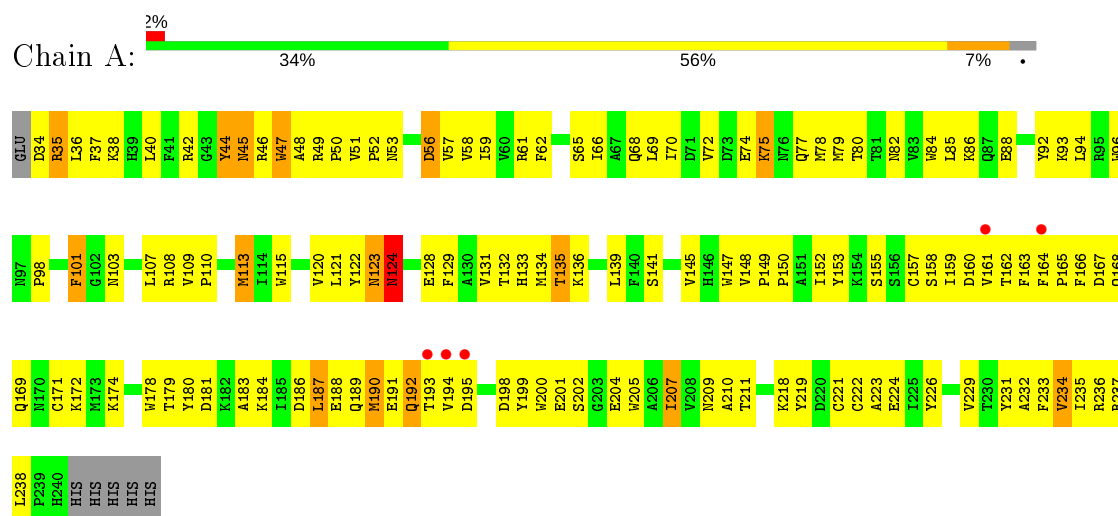 2%
Chain A:
34% 56% 7% •
GLU D34 R35 L36 F37 K38 H39 L40 F41 R42 G43 Y44 N45 R46 W47 A48 R49 P50 V51 P52 N53 D56 V57 V58 I59 V60 R61 F62 S65 I66 A67 Q68 L69 I70 D71 V72 D73 E74 K75 N76 Q77 M78 M79 T80 T81 N82 V83 W84 L85 K86 Q87 E88 Y92 K93 L94 R95 W96
N97 P98 F101 G102 N103 L107 R108 V109 P110 M113 I114 W115 V120 L121 Y122 N123 N124 E128 F129 A130 V131 T132 H133 M134 T135 K136 L139 F140 S141 V145 H146 W147 V148 P149 P150 A151 I152 Y153 K154 S155 S156 C157 S158 I159 D160 V161 T162 F163 F164 P165 F166 D167 Q168
Q169 N170 C171 K172 M173 K174 W178 T179 Y180 D181 K182 A183 K184 I185 D186 L187 E188 Q189 M190 E191 Q192 T193 V194 D195 D198 Y199 W200 E201 S202 G203 E204 W205 A206 I207 V208 N209 A210 T211 K218 Y219 D220 C221 C222 A223 E224 I225 Y226 V229 T230 Y231 A232 F233 V234 I235 R236 R237
L238 P239 H240 HIS HIS HIS HIS HIS